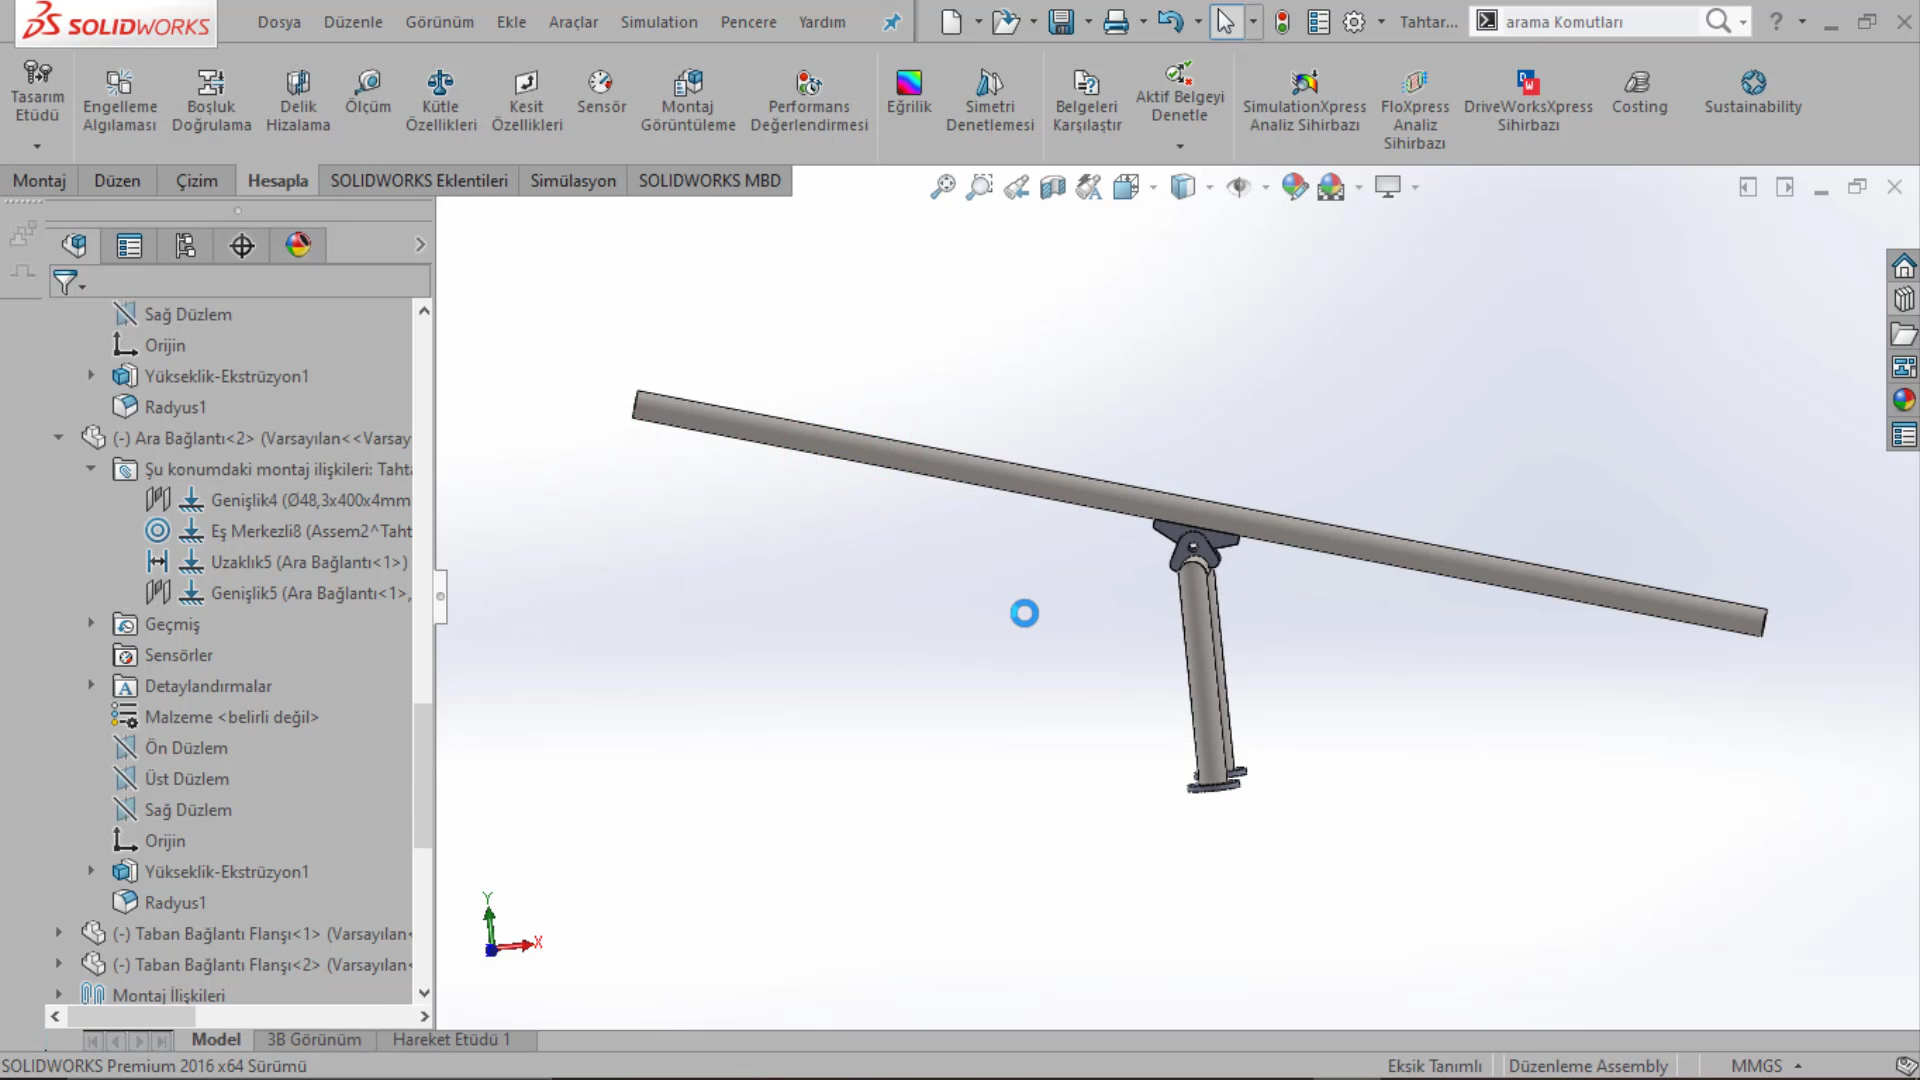 SOLIDWORKS
Dosya Düzenle Görünüm Ekle Araçlar Simulation Pencere Yardım
Tahtar...
arama Komutları
Tasarım Etüdü
Engelleme Algılaması
Boşluk Doğrulama
Delik Hizalama
Ölçüm
Kütle Özellikleri
Kesit Özellikleri
Sensör
Montaj Görüntüleme
Performans Değerlendirmesi
Eğrilik
Simetri Denetlemesi
Belgeleri Karşılaştır
Aktif Belgeyi Denetle
SimulationXpress Analiz Sihirbazı
FloXpress Analiz Sihirbazı
DriveWorksXpress Sihirbazı
Costing
Sustainability
Montaj Düzen Çizim Hesapla SOLIDWORKS Eklentileri Simülasyon SOLIDWORKS MBD
Sağ Düzlem
Orijin
Yükseklik-Ekstrüzyon1
Radyus1
(-) Ara Bağlantı<2> (Varsayılan<<Varsay
Şu konumdaki montaj ilişkileri: Taht
Genişlik4 (Ø48,3x400x4mm
Eş Merkezli8 (Assem2^Taht
Uzaklık5 (Ara Bağlantı<1>)
Genişlik5 (Ara Bağlantı<1>,
Geçmiş
Sensörler
Detaylandırmalar
Malzeme <belirli değil>
Ön Düzlem
Üst Düzlem
Sağ Düzlem
Orijin
Yükseklik-Ekstrüzyon1
Radyus1
(-) Taban Bağlantı Flanşı<1> (Varsayılan<
(-) Taban Bağlantı Flanşı<2> (Varsayılan<
Montaj İlişkileri
Y
X
Model 3B Görünüm Hareket Etüdü 1
SOLIDWORKS Premium 2016 x64 Sürümü
Eksik Tanımlı Düzenleme Assembly MMGS